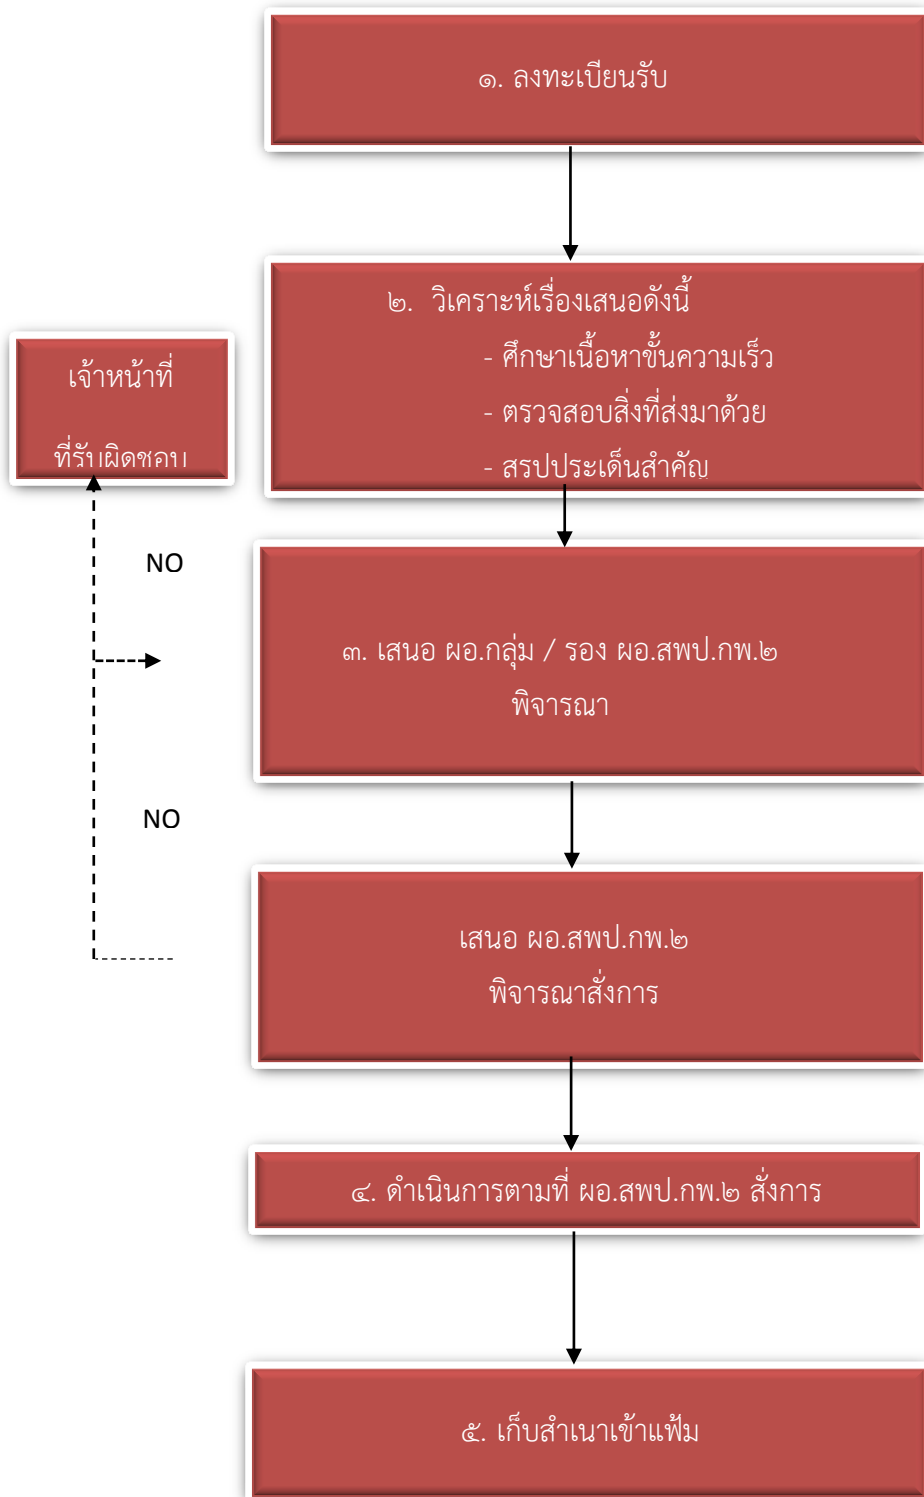 ๑. ลงทะเบียนรับ
๒. วิเคราะห์เรื่องเสนอดังนี้
- ศึกษาเนื้อหาชั้นความเร็ว
- ตรวจสอบสิ่งที่ส่งมาด้วย
- สรุปประเด็นสำคัญ
เจ้าหน้าที่
ที่รับผิดชอบ
NO
๓. เสนอ ผอ.กลุ่ม / รอง ผอ.สพป.กพ.๒
พิจารณา
NO
เสนอ ผอ.สพป.กพ.๒
พิจารณาสั่งการ
๔. ดำเนินการตามที่ ผอ.สพป.กพ.๒ สั่งการ
๕. เก็บสำเนาเข้าแฟ้ม